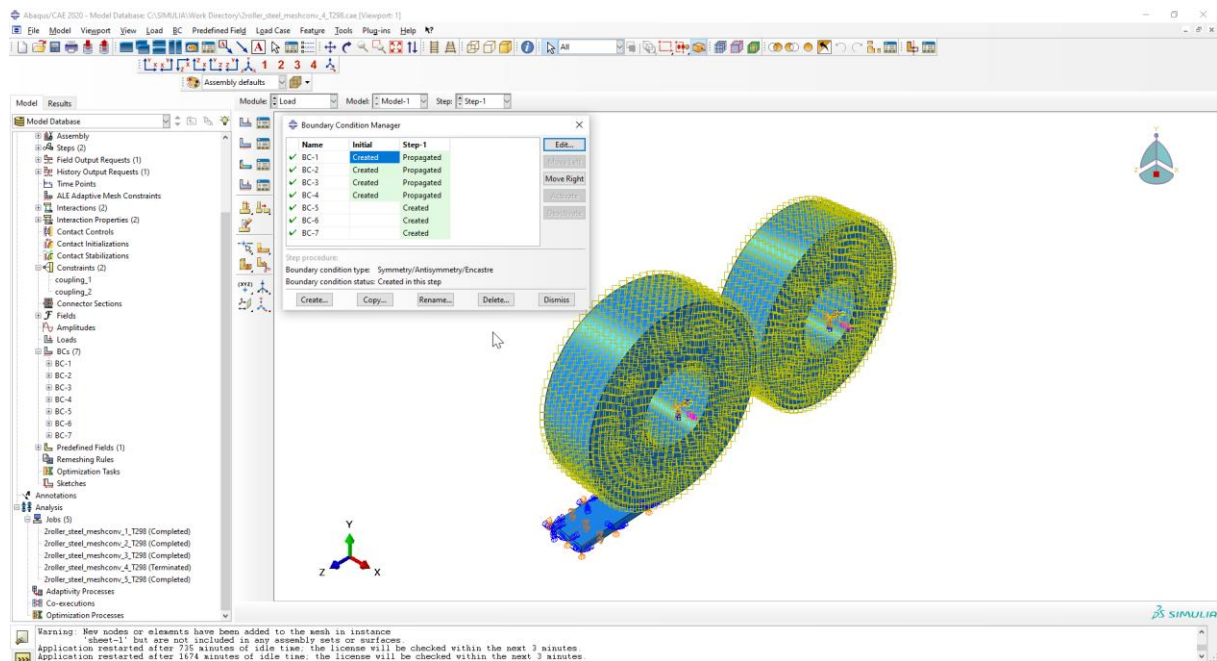 Abaqus/CAE 2020 - Model Database: C:\SIMULIA\Work Directory\2roller_steel_meshconv_4_T298.cae [Viewport: 1]
File Model Viewport View Load BC Predefined Field Load Case Feature Tools Plug-ins Help
All
1 2 3 4
Assembly defaults
Model Results
Module: Load Model: Model-1 Step: Step-1
Model Database
Assembly
Steps (2)
Field Output Requests (1)
History Output Requests (1)
Time Points
ALE Adaptive Mesh Constraints
Interactions (2)
Interaction Properties (2)
Contact Controls
Contact Initializations
Contact Stabilizations
Constraints (2)
coupling_1
coupling_2
Connector Sections
Fields
Amplitudes
Loads
BCs (7)
BC-1
BC-2
BC-3
BC-4
BC-5
BC-6
BC-7
Predefined Fields (1)
Remeshing Rules
Optimization Tasks
Sketches
Annotations
Analysis
Jobs (5)
2roller_steel_meshconv_1_T298 (Completed)
2roller_steel_meshconv_2_T298 (Completed)
2roller_steel_meshconv_3_T298 (Completed)
2roller_steel_meshconv_4_T298 (Terminated)
2roller_steel_meshconv_5_T298 (Completed)
Adaptivity Processes
Co-executions
Optimization Processes
Boundary Condition Manager
Name Initial Step-1
BC-1 Created Propagated
BC-2 Created Propagated
BC-3 Created Propagated
BC-4 Created Propagated
BC-5 Created
BC-6 Created
BC-7 Created
Edit...
Move Left
Move Right
Activate
Deactivate
Step procedure:
Boundary condition type: Symmetry/Antisymmetry/Encastre
Boundary condition status: Created in this step
Create... Copy... Rename... Delete... Dismiss
Y
Z X
SIMULIA
Warning: New nodes or elements have been added to the mesh in instance
'sheet-1' but are not included in any assembly sets or surfaces.
Application restarted after 735 minutes of idle time; the license will be checked within the next 3 minutes.
Application restarted after 1674 minutes of idle time; the license will be checked within the next 3 minutes.